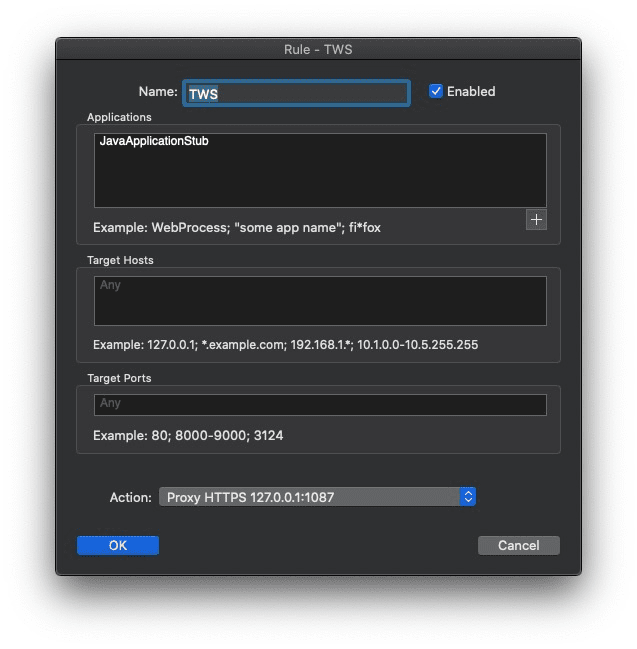 Rule - TWS
Name: TWS Enabled
Applications
JavaApplicationStub
Example: WebProcess; "some app name"; fi*fox
Target Hosts
Any
Example: 127.0.0.1; *.example.com; 192.168.1.*; 10.1.0.0-10.5.255.255
Target Ports
Any
Example: 80; 8000-9000; 3124
Action: Proxy HTTPS 127.0.0.1:1087
OK Cancel